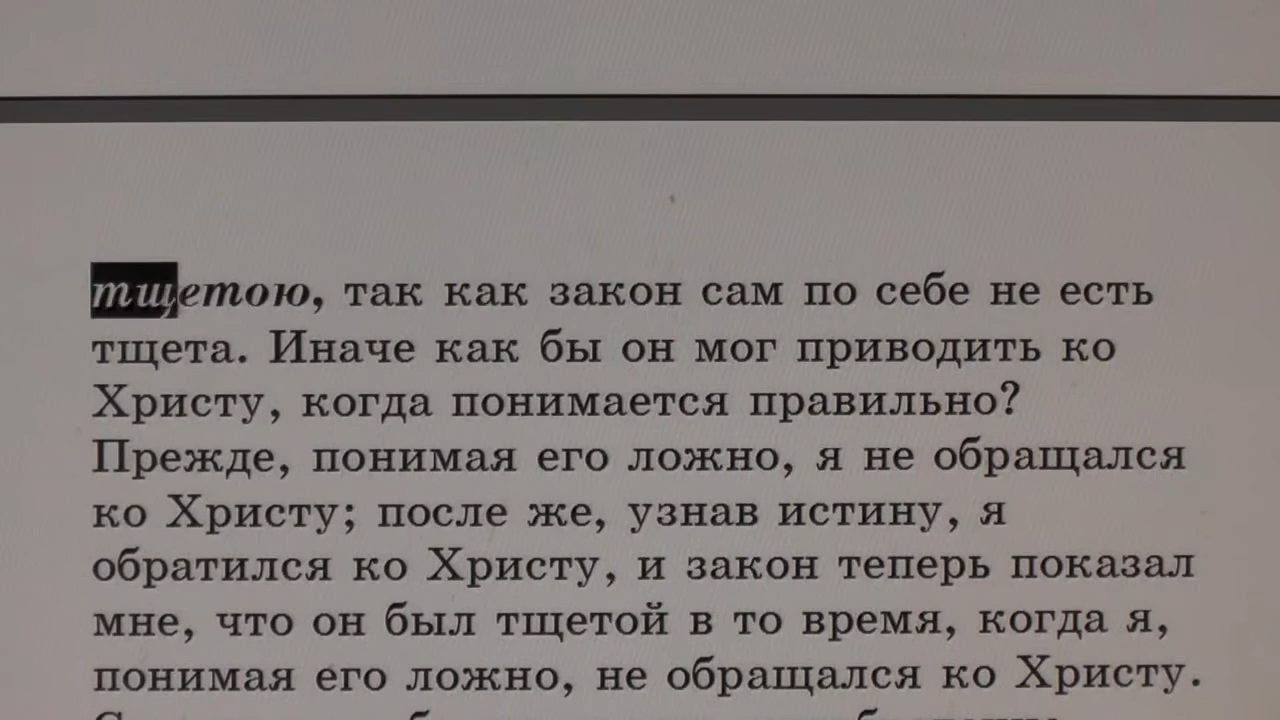 тщетою, так как закон сам по себе не есть
тщета. Иначе как бы он мог приводить ко
Христу, когда понимается правильно?
Прежде, понимая его ложно, я не обращался
ко Христу; после же, узнав истину, я
обратился ко Христу, и закон теперь показал
мне, что он был тщетой в то время, когда я,
понимая его ложно, не обращался ко Христу.